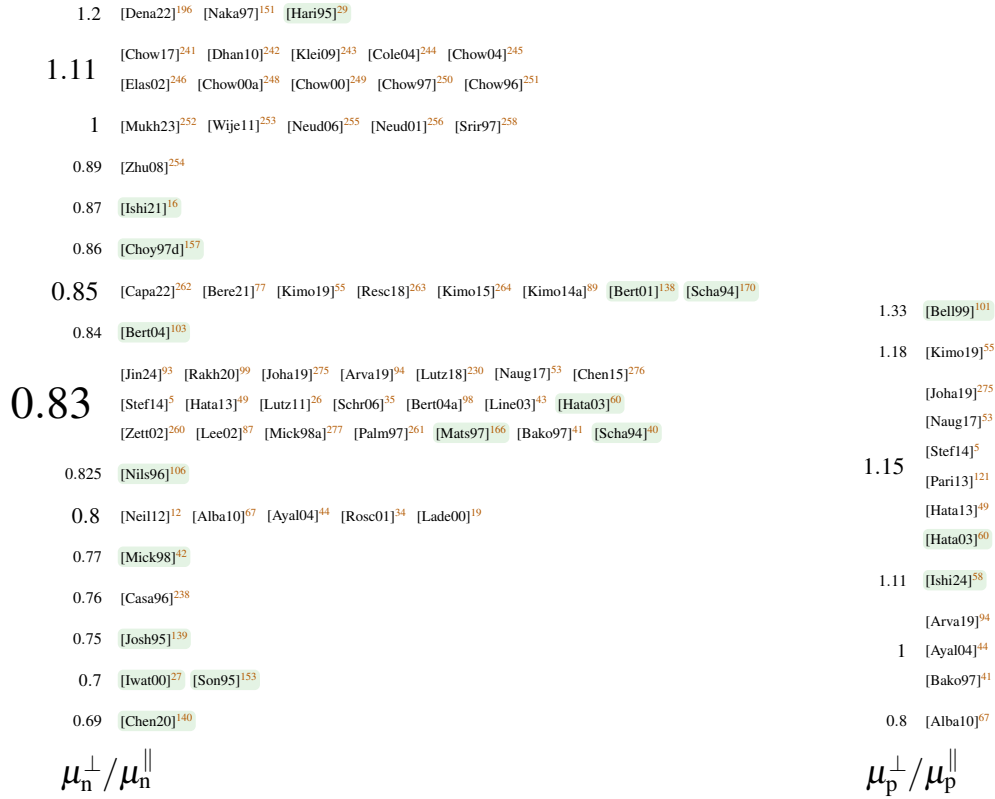 1.2 [Dena22]196 [Naka97]151 [Hari95]29
1.11 [Chow17]241 [Dhan10]242 [Klei09]243 [Cole04]244 [Chow04]245
[Elas02]246 [Chow00a]248 [Chow00]249 [Chow97]250 [Chow96]251
1 [Mukh23]252 [Wije11]253 [Neud06]255 [Neud01]256 [Srir97]258
0.89 [Zhu08]254
0.87 [Ishi21]16
0.86 [Choy97d]157
0.85 [Capa22]262 [Bere21]77 [Kimo19]55 [Resc18]263 [Kimo15]264 [Kimo14a]89 [Bert01]138 [Scha94]170
0.84 [Bert04]103
0.83 [Jin24]93 [Rakh20]99 [Joha19]275 [Arva19]94 [Lutz18]230 [Naug17]53 [Chen15]276
[Stef14]5 [Hata13]49 [Lutz11]26 [Schr06]35 [Bert04a]98 [Line03]43 [Hata03]60
[Zett02]260 [Lee02]87 [Mick98a]277 [Palm97]261 [Mats97]166 [Bako97]41 [Scha94]40
0.825 [Nils96]106
0.8 [Neil12]12 [Alba10]67 [Ayal04]44 [Rosc01]34 [Lade00]19
0.77 [Mick98]42
0.76 [Casa96]238
0.75 [Josh95]139
0.7 [Iwat00]27 [Son95]153
0.69 [Chen20]140
μn⊥/μn∥
1.33 [Bell99]101
1.18 [Kimo19]55
[Joha19]275
[Naug17]53
1.15 [Stef14]5
[Pari13]121
[Hata13]49
[Hata03]60
1.11 [Ishi24]58
[Arva19]94
1 [Ayal04]44
[Bako97]41
0.8 [Alba10]67
μp⊥/μp∥